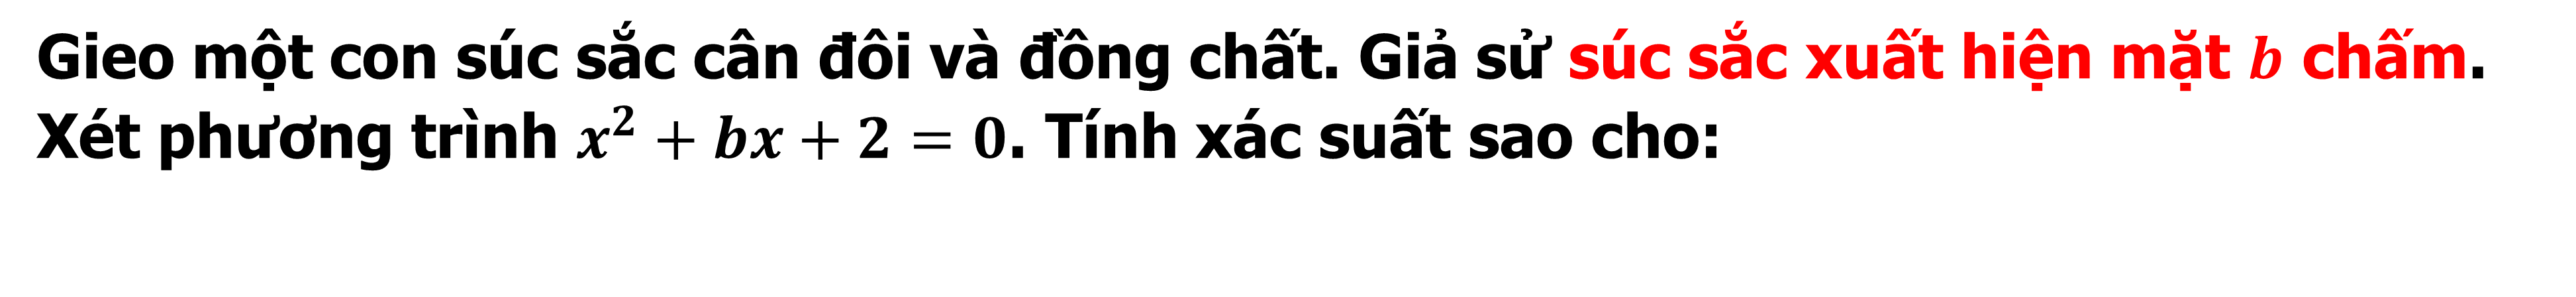 Gieo một con súc sắc cân đôi và đồng chất. Giả sử súc sắc xuất hiện mặt b chấm.
Xét phương trình x² + bx + 2 = 0. Tính xác suất sao cho: